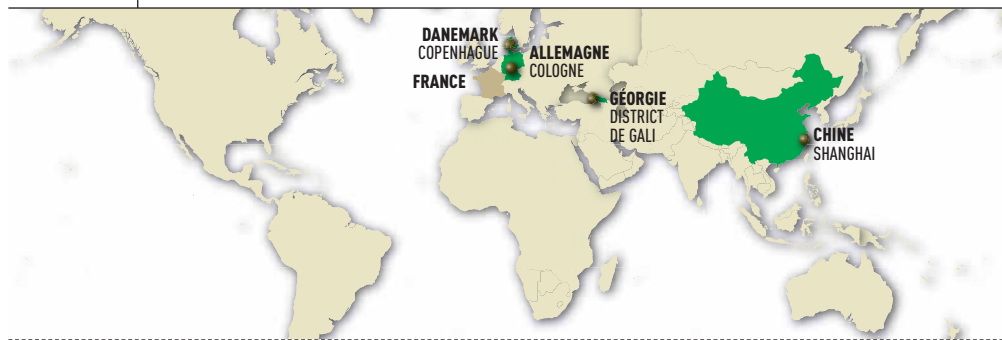 DANEMARK
COPENHAGUE
ALLEMAGNE
COLOGNE
FRANCE
GÉORGIE
DISTRICT
DE GALI
CHINE
SHANGHAI